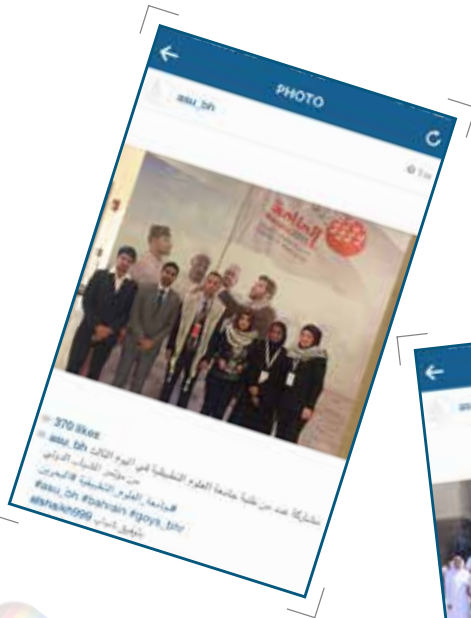 PHOTO
asu_bh
370 likes
asu_bh مشاركة عدد من طلبة جامعة العلوم التطبيقية في اليوم الثالث
من مؤتمر الشباب الدولي
#جامعة_العلوم_التطبيقية #البحرين
#asu_bh #bahrain #goys_bhr